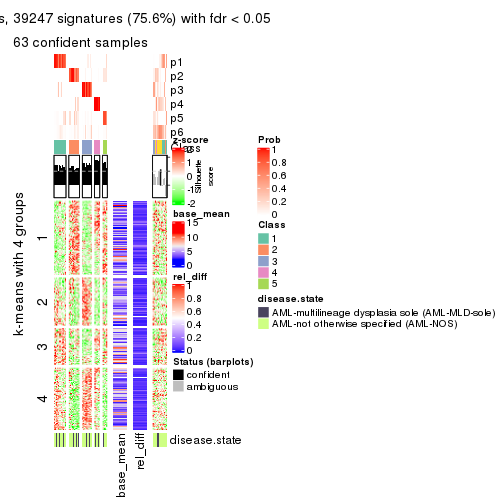 s, 39247 signatures (75.6%) with fdr < 0.05
63 confident samples
p1
p2
p3
p4
p5
p6
Class
Silhouette
score
k-means with 4 groups
1
2
3
4
base_mean
rel_diff
disease.state
z-score
1
0
-1
-2
base_mean
15
10
5
0
rel_diff
1
0.8
0.6
0.4
0.2
0
Status (barplots)
confident
ambiguous
Prob
1
0.8
0.6
0.4
0.2
0
Class
1
2
3
4
5
disease.state
AML-multilineage dysplasia sole (AML-MLD-sole)
AML-not otherwise specified (AML-NOS)